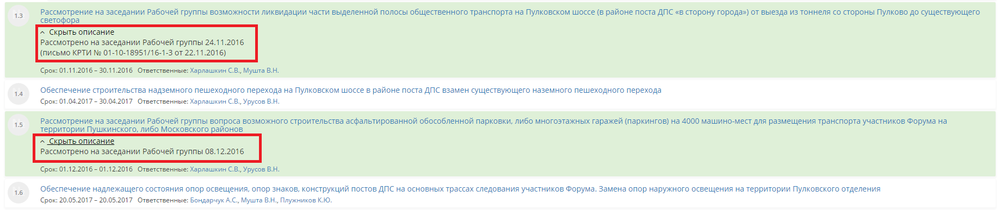 1.3
Рассмотрение на заседании Рабочей группы возможности ликвидации части выделенной полосы общественного транспорта на Пулковском шоссе (в районе поста ДПС «в сторону города») от выезда из тоннеля со стороны Пулково до существующего
светофора
Скрыть описание
Рассмотрено на заседании Рабочей группы 24.11.2016
(письмо КРТИ № 01-10-18951/16-1-3 от 22.11.2016)
Срок: 01.11.2016 – 30.11.2016 Ответственные: Харлашкин С.В., Мушта В.Н.
1.4
Обеспечение строительства надземного пешеходного перехода на Пулковском шоссе в районе поста ДПС взамен существующего наземного пешеходного перехода
Срок: 01.04.2017 – 30.04.2017 Ответственные: Харлашкин С.В., Урусов В.Н.
1.5
Рассмотрение на заседании Рабочей группы вопроса возможного строительства асфальтированной обособленной парковки, либо многоэтажных гаражей (паркингов) на 4000 машино-мест для размещения транспорта участников Форума на
территории Пушкинского, либо Московского районов
Скрыть описание
Рассмотрено на заседании Рабочей группы 08.12.2016
Срок: 01.12.2016 – 01.12.2016 Ответственные: Харлашкин С.В., Урусов В.Н.
1.6
Обеспечение надлежащего состояния опор освещения, опор знаков, конструкций постов ДПС на основных трассах следования участников Форума. Замена опор наружного освещения на территории Пулковского отделения
Срок: 20.05.2017 – 20.05.2017 Ответственные: Бондарчук А.С., Мушта В.Н., Плужников К.Ю.